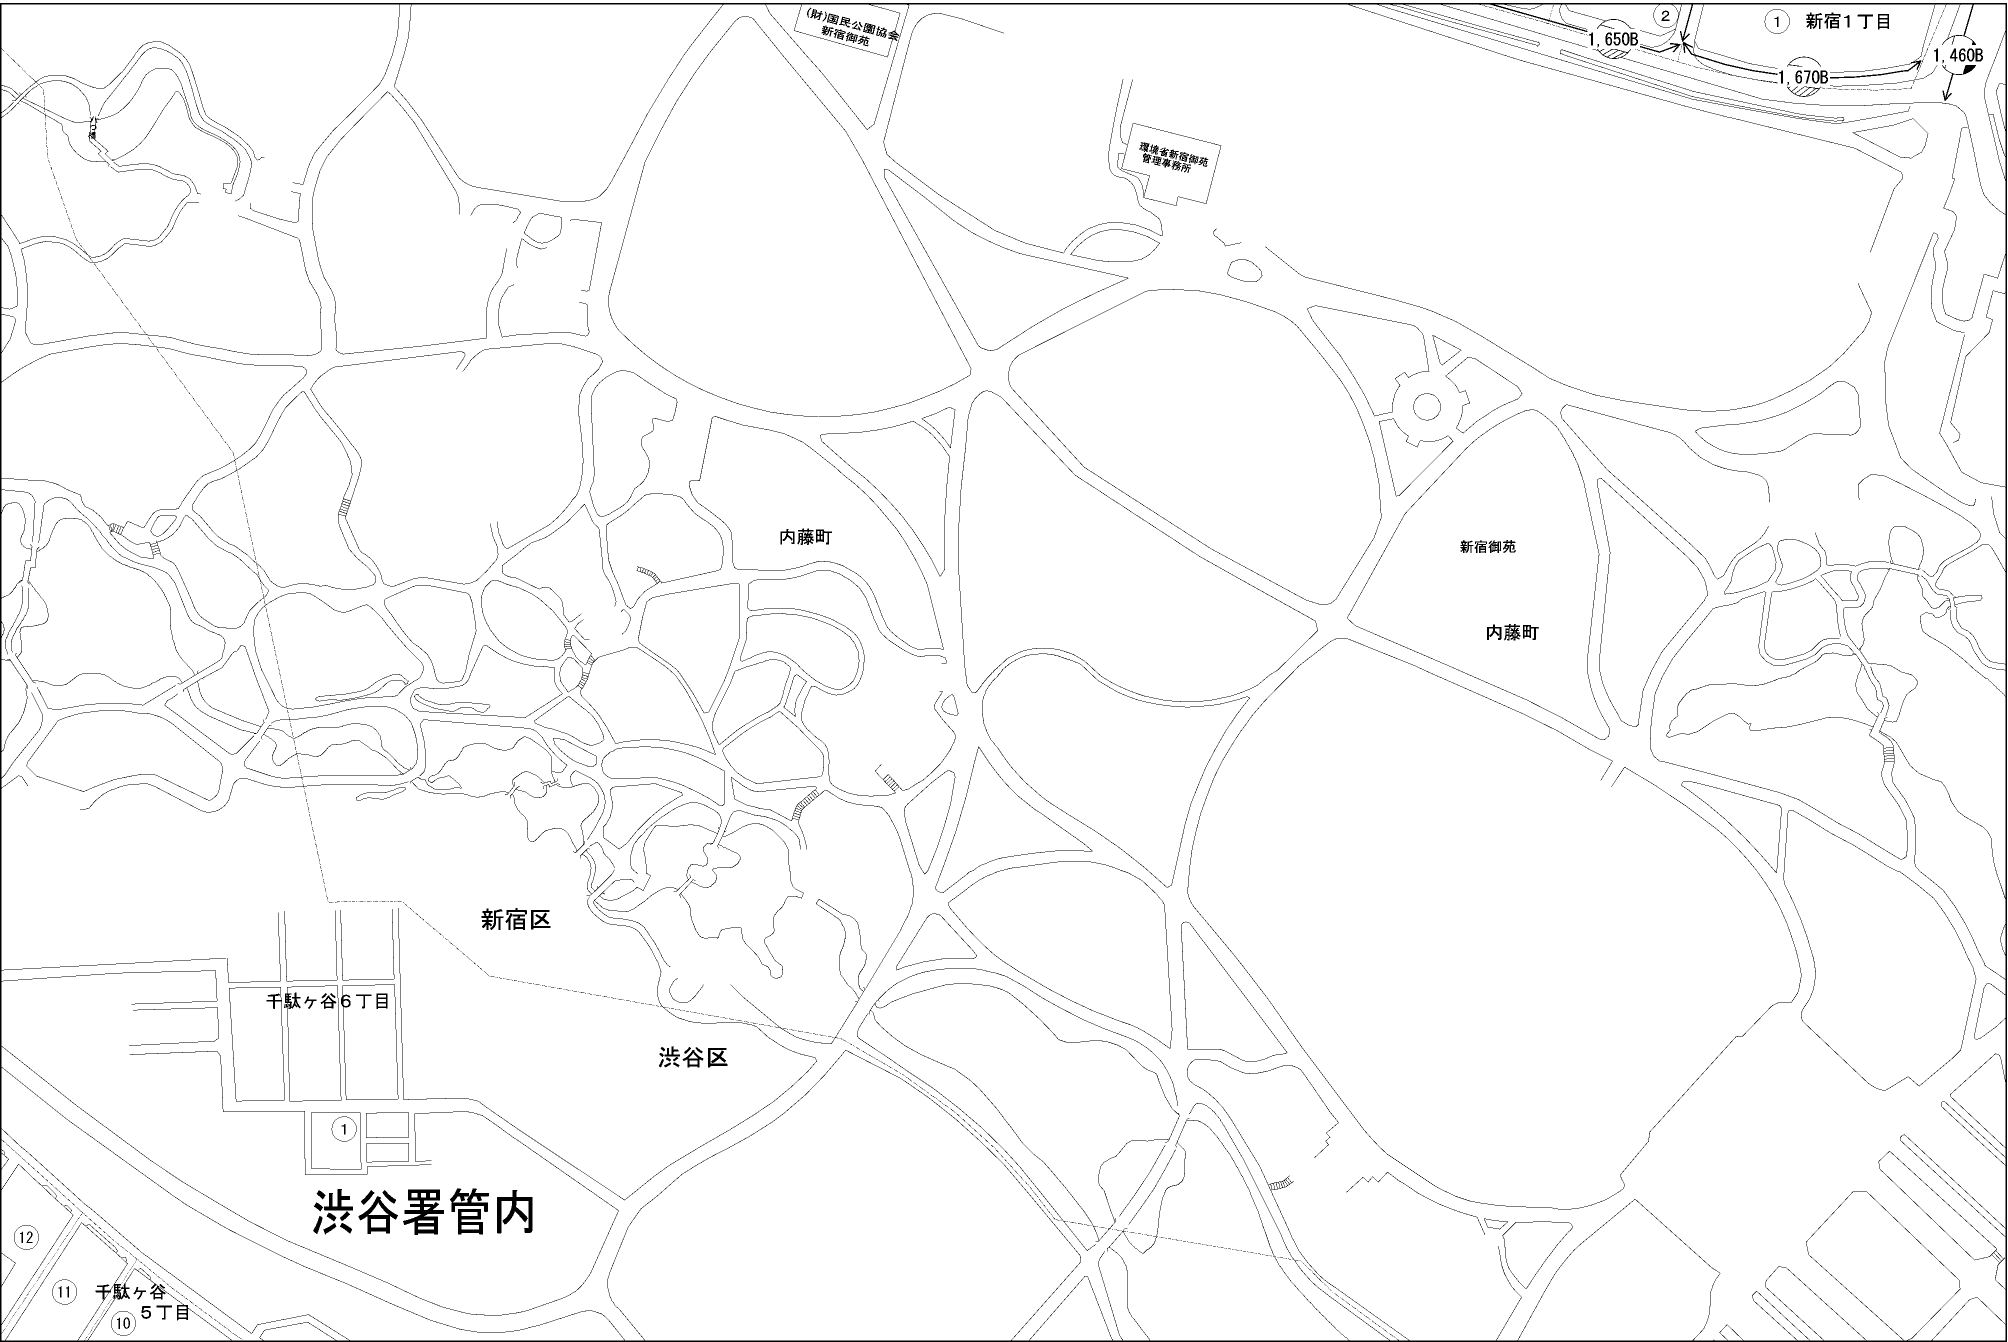 (財)国民公園協会
新宿御苑
②
① 新宿１丁目
1,650B
1,670B
1,460B
八つ橋
環境省新宿御苑
管理事務所
内藤町
新宿御苑
内藤町
新宿区
千駄ヶ谷６丁目
渋谷区
①
渋谷署管内
⑫
⑪ 千駄ヶ谷
５丁目
⑩